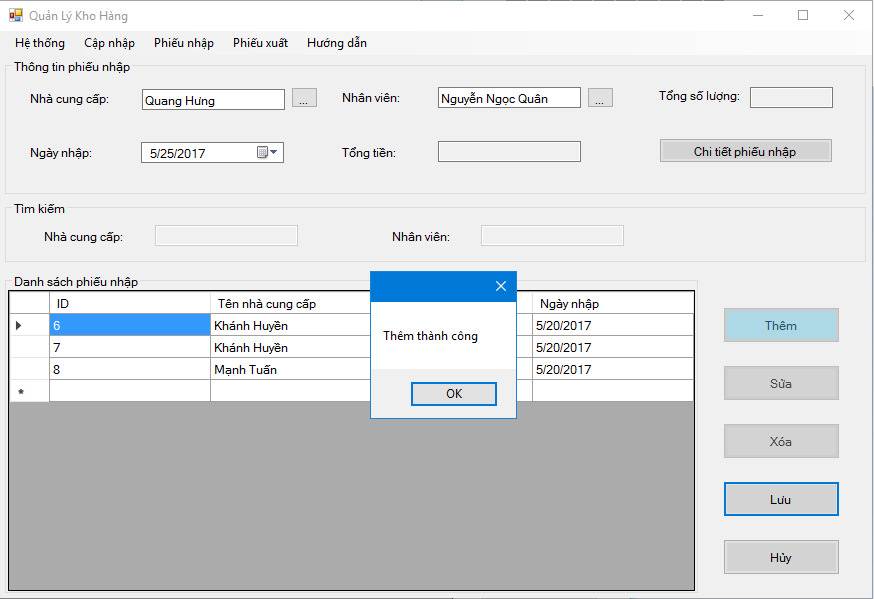 Quản Lý Kho Hàng
Hệ thống Cập nhập Phiếu nhập Phiếu xuất Hướng dẫn
Thông tin phiếu nhập
Nhà cung cấp: Quang Hưng ... Nhân viên: Nguyễn Ngọc Quân ... Tổng số lượng:
Ngày nhập: 5/25/2017 Tổng tiền: Chi tiết phiếu nhập
Tìm kiếm
Nhà cung cấp: Nhân viên:
Danh sách phiếu nhập
ID Tên nhà cung cấp Ngày nhập
6 Khánh Huyền 5/20/2017
7 Khánh Huyền 5/20/2017
8 Mạnh Tuấn 5/20/2017
*
Thêm thành công
OK
Thêm
Sửa
Xóa
Lưu
Hủy